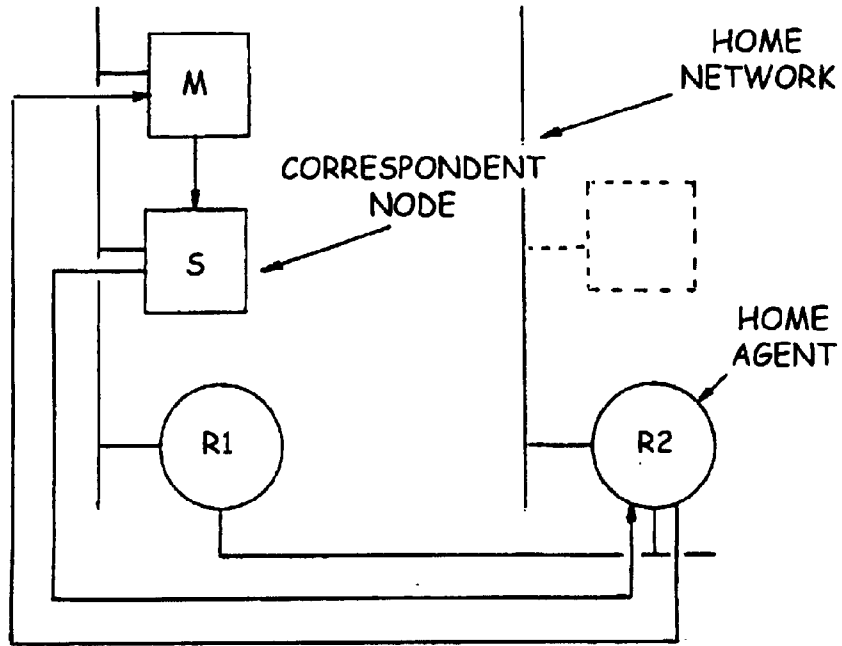 M
HOME
NETWORK
CORRESPONDENT
NODE
S
HOME
AGENT
R1
R2